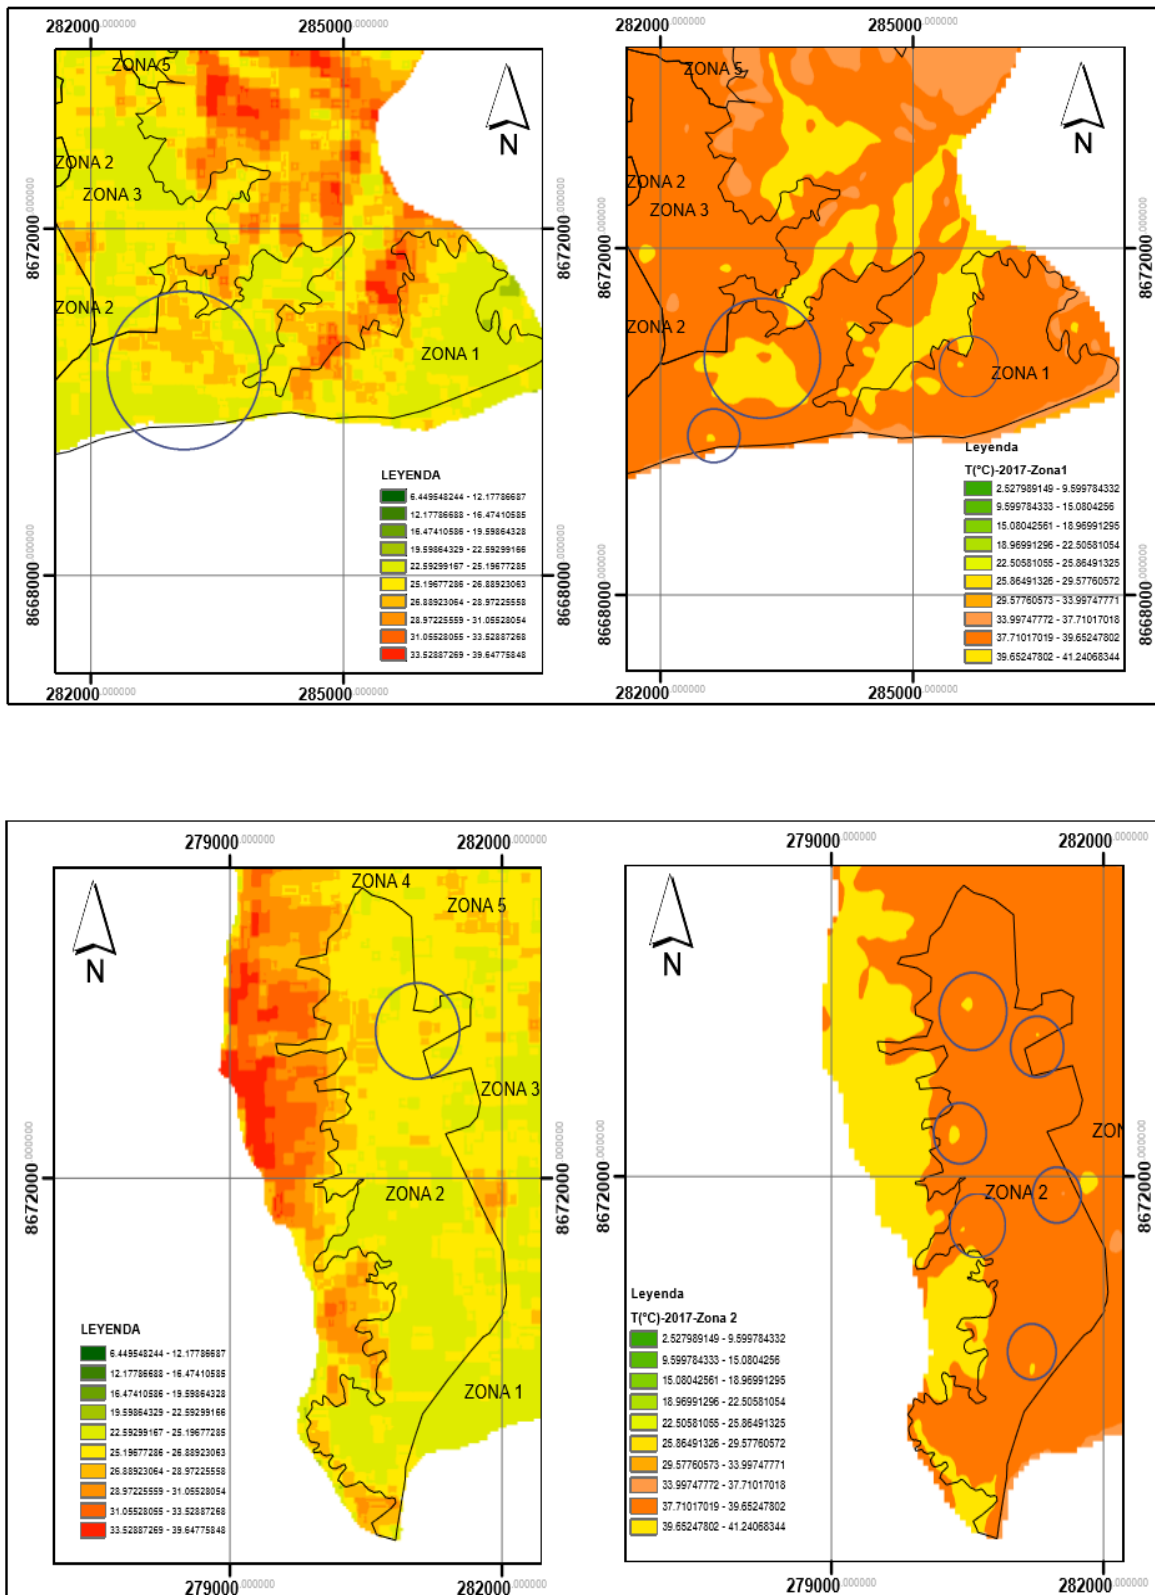 282000.000000 285000.000000
ZONA 5
N
ZONA 2
ZONA 3
8672000.000000
8672000.000000
ZONA 2
ZONA 1
LEYENDA
6.449548244 - 12.17786687
12.17786688 - 16.47410585
16.47410586 - 19.59864328
19.59864329 - 22.59299166
22.59299167 - 25.19677285
25.19677286 - 26.88923063
26.88923064 - 28.97225558
28.97225559 - 31.05528054
31.05528055 - 33.52887268
33.52887269 - 39.64775848
8668000.000000
8668000.000000
282000.000000 285000.000000
282000.000000 285000.000000
ZONA 5
N
ZONA 2
ZONA 3
8672000.000000
8672000.000000
ZONA 2
ZONA 1
Leyenda
T(°C)-2017-Zona1
2.527989149 - 9.599784332
9.599784333 - 15.0804256
15.08042561 - 18.96991295
18.96991296 - 22.50581054
22.50581055 - 25.86491325
25.86491326 - 29.57760572
29.57760573 - 33.99747771
33.99747772 - 37.71017018
37.71017019 - 39.65247802
39.65247802 - 41.24068344
8668000.000000
8668000.000000
282000.000000 285000.000000
279000.000000 282000.000000
ZONA 4
ZONA 5
N
ZONA 3
8672000.000000
8672000.000000
ZONA 2
ZONA 1
LEYENDA
6.449548244 - 12.17786687
12.17786688 - 16.47410585
16.47410586 - 19.59864328
19.59864329 - 22.59299166
22.59299167 - 25.19677285
25.19677286 - 26.88923063
26.88923064 - 28.97225558
28.97225559 - 31.05528054
31.05528055 - 33.52887268
33.52887269 - 39.64775848
279000.000000 282000.000000
279000.000000 282000.000000
N
ZON
8672000.000000
8672000.000000
ZONA 2
Leyenda
T(°C)-2017-Zona 2
2.527989149 - 9.599784332
9.599784333 - 15.0804256
15.08042561 - 18.96991295
18.96991296 - 22.50581054
22.50581055 - 25.86491325
25.86491326 - 29.57760572
29.57760573 - 33.99747771
33.99747772 - 37.71017018
37.71017019 - 39.65247802
39.65247802 - 41.24068344
279000.000000 282000.000000